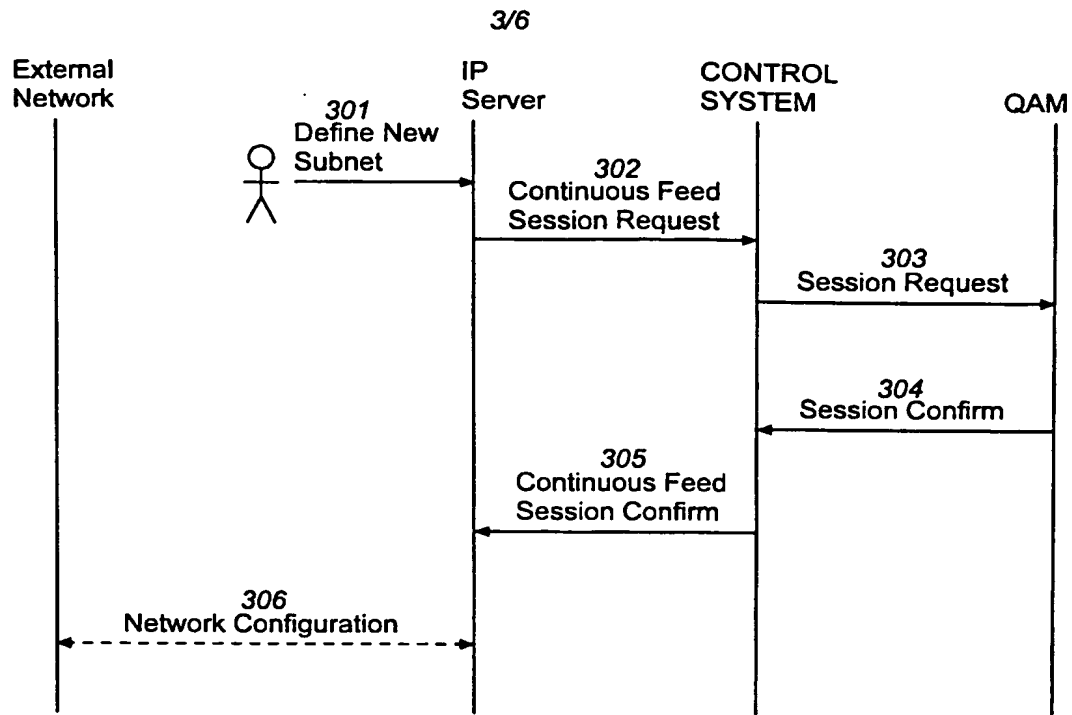 3/6
External
Network
IP
Server
CONTROL
SYSTEM
QAM
301
Define New
Subnet
302
Continuous Feed
Session Request
303
Session Request
304
Session Confirm
305
Continuous Feed
Session Confirm
306
Network Configuration